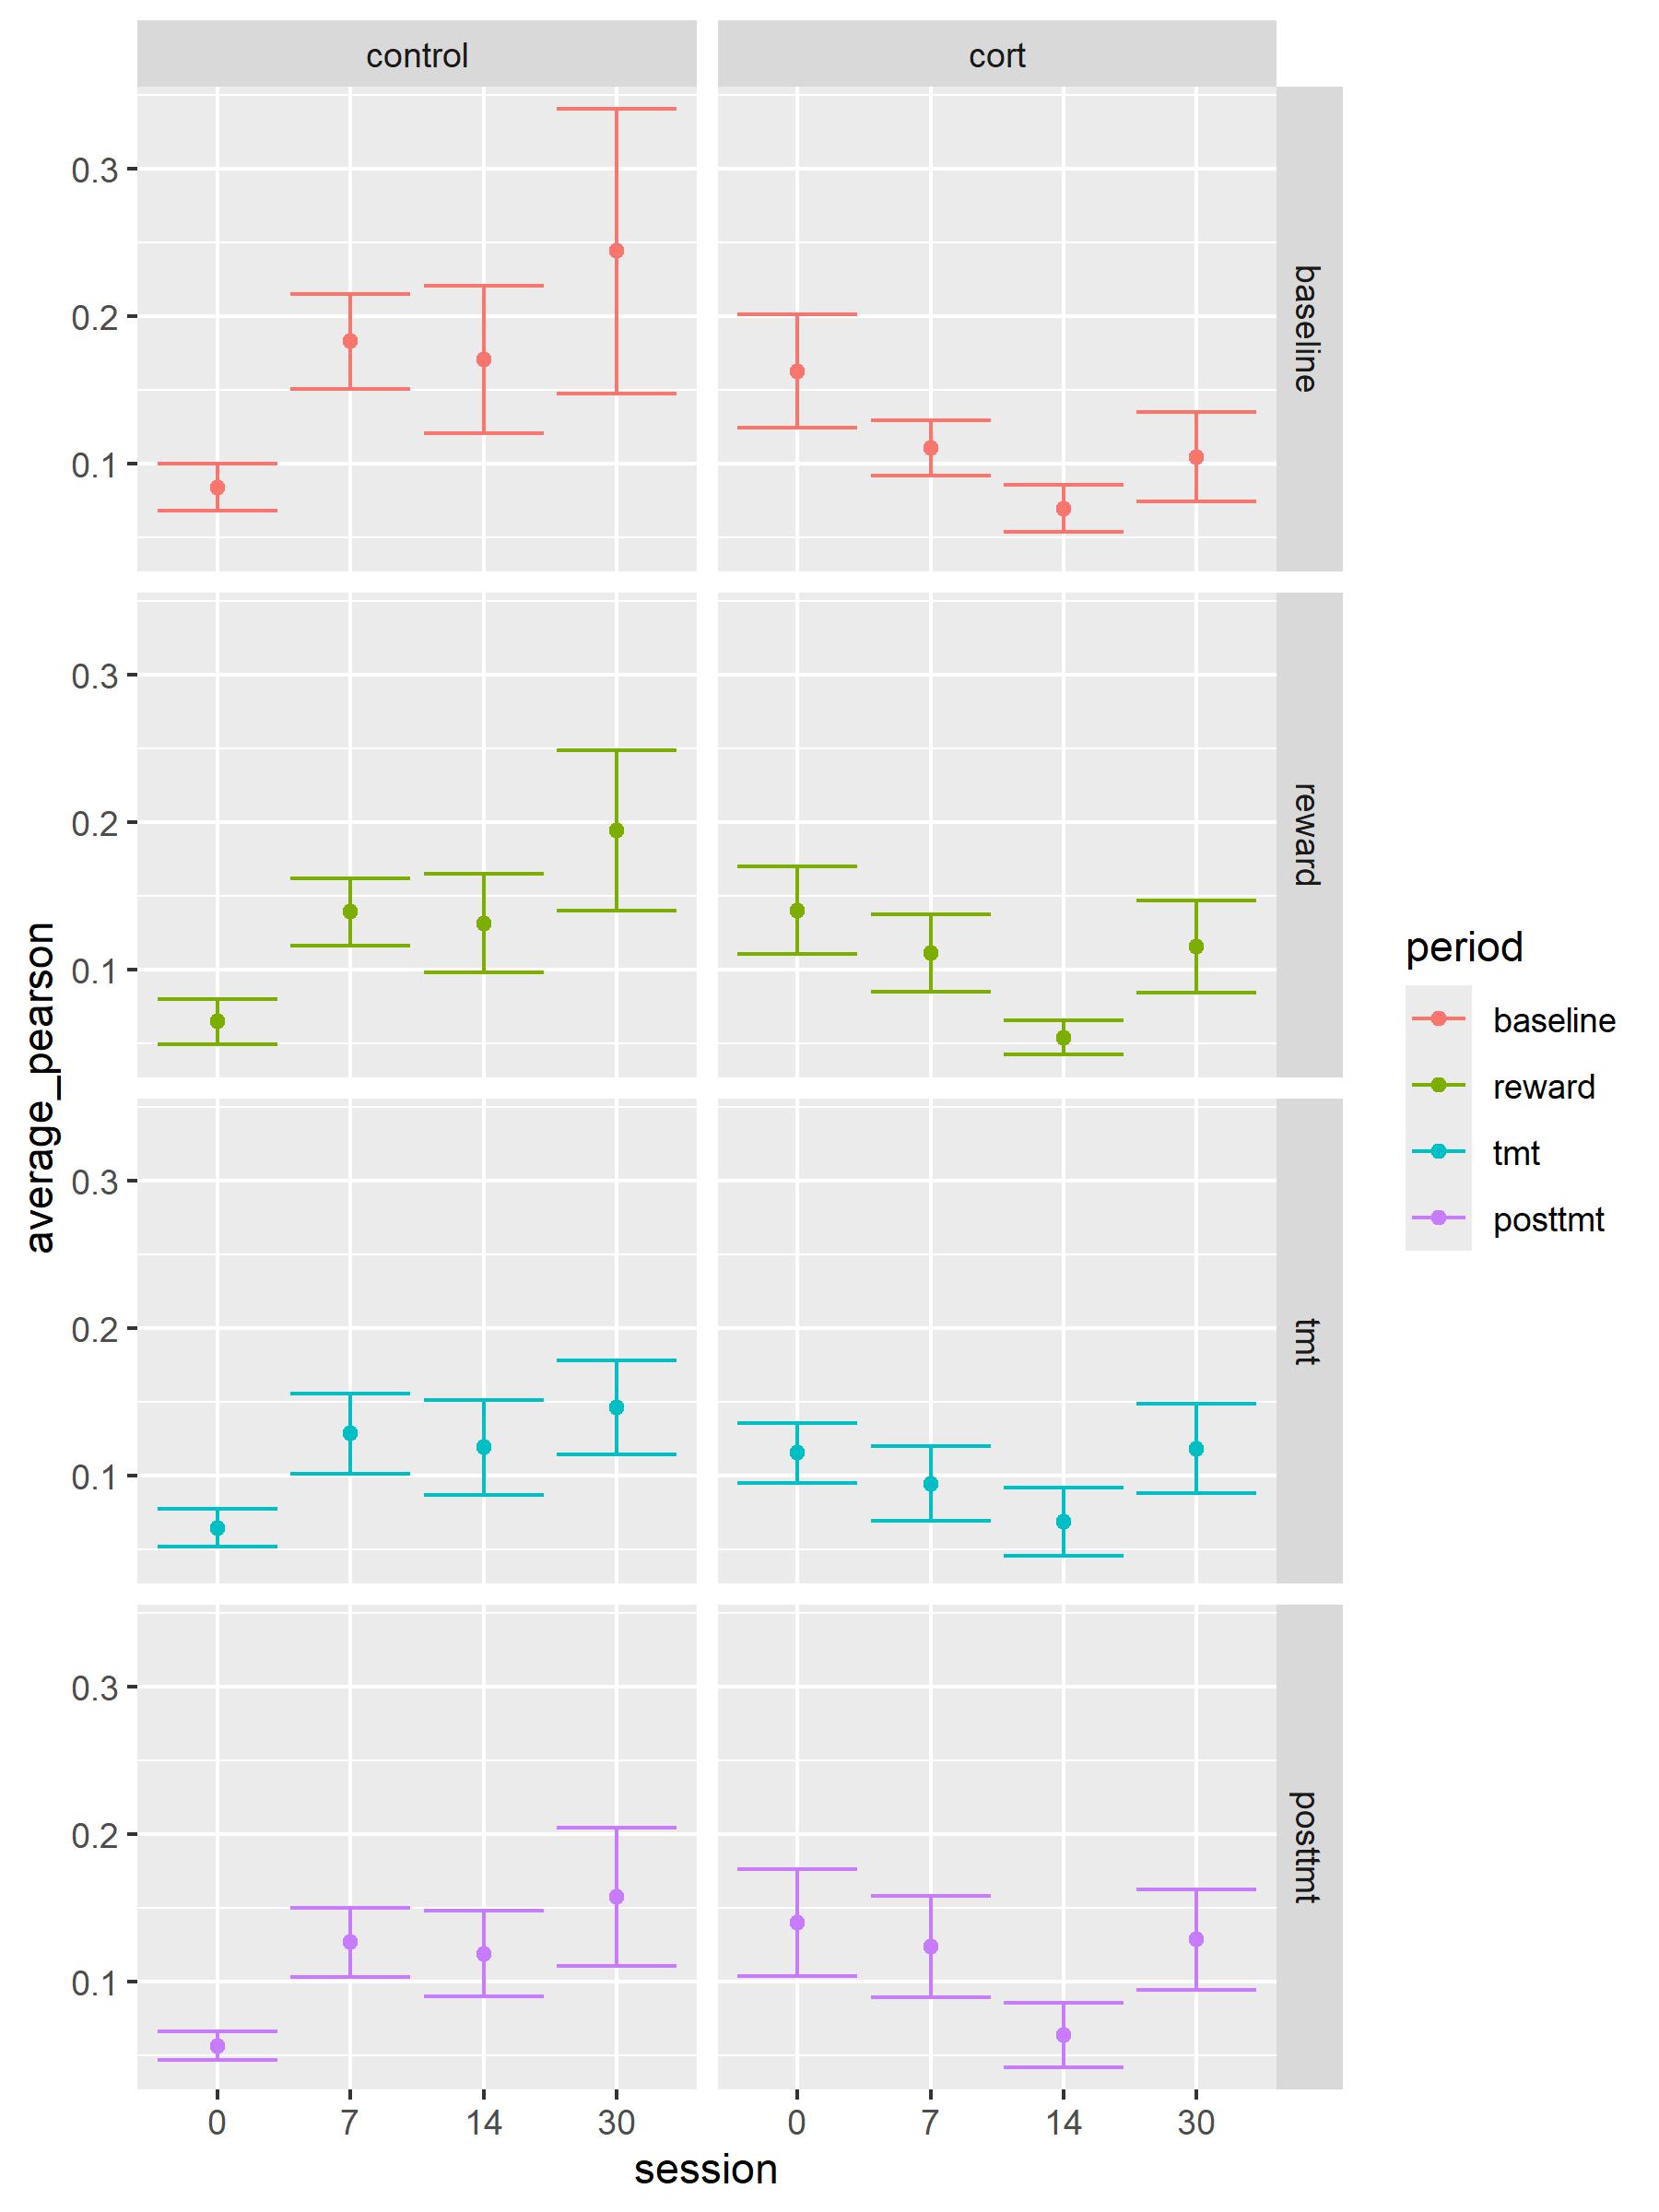 control
cort
0.3
0.2
0.1
baseline
0.3
0.2
0.1
reward
0.3
0.2
0.1
tmt
0.3
0.2
0.1
posttmt
0 7 14 30
0 7 14 30
session
average_pearson
period
baseline
reward
tmt
posttmt